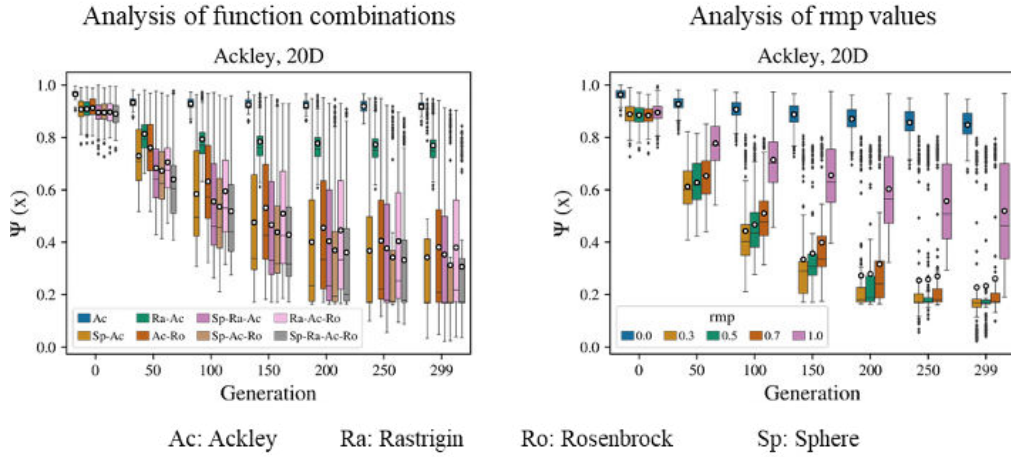 Analysis of function combinations
Analysis of rmp values
Ackley, 20D
Ψ (x)
1.0
0.8
0.6
0.4
0.2
0.0
Ac
Ra-Ac
Sp-Ra-Ac
Ra-Ac-Ro
Sp-Ac
Ac-Ro
Sp-Ac-Ro
Sp-Ra-Ac-Ro
0 50 100 150 200 250 299
Generation
Ackley, 20D
Ψ (x)
1.0
0.8
0.6
0.4
0.2
0.0
rmp
0.0 0.3 0.5 0.7 1.0
0 50 100 150 200 250 299
Generation
Ac: Ackley Ra: Rastrigin Ro: Rosenbrock Sp: Sphere